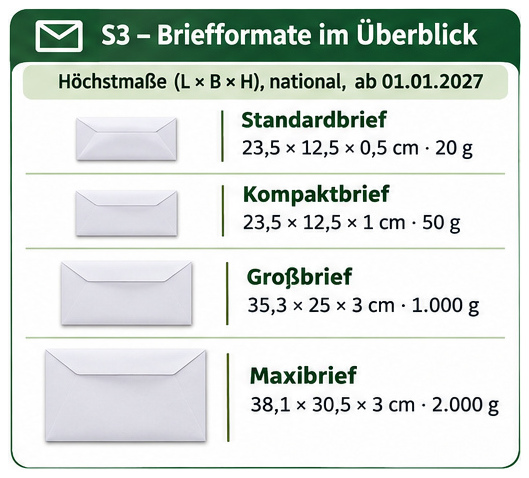 S3 – Briefformate im Überblick
Höchstmaße (L × B × H), national, ab 01.01.2027
Standardbrief
23,5 × 12,5 × 0,5 cm · 20 g
Kompaktbrief
23,5 × 12,5 × 1 cm · 50 g
Großbrief
35,3 × 25 × 3 cm · 1.000 g
Maxibrief
38,1 × 30,5 × 3 cm · 2.000 g